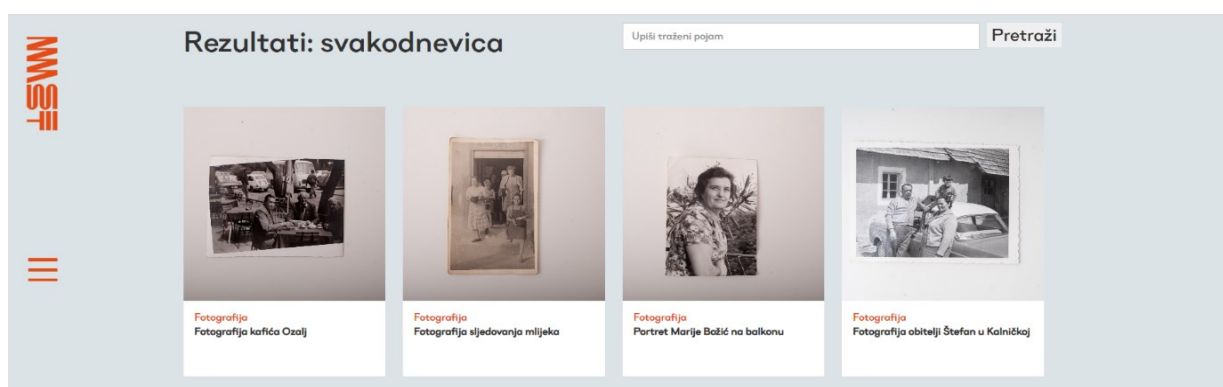 MMSU
Rezultati: svakodnevica
Upiši traženi pojam
Pretraži
Fotografija
Fotografija kafića Ozalj
Fotografija
Fotografija sljedovanja mlijeka
Fotografija
Portret Marije Božić na balkonu
Fotografija
Fotografija obitelji Štefan u Kalničkoj